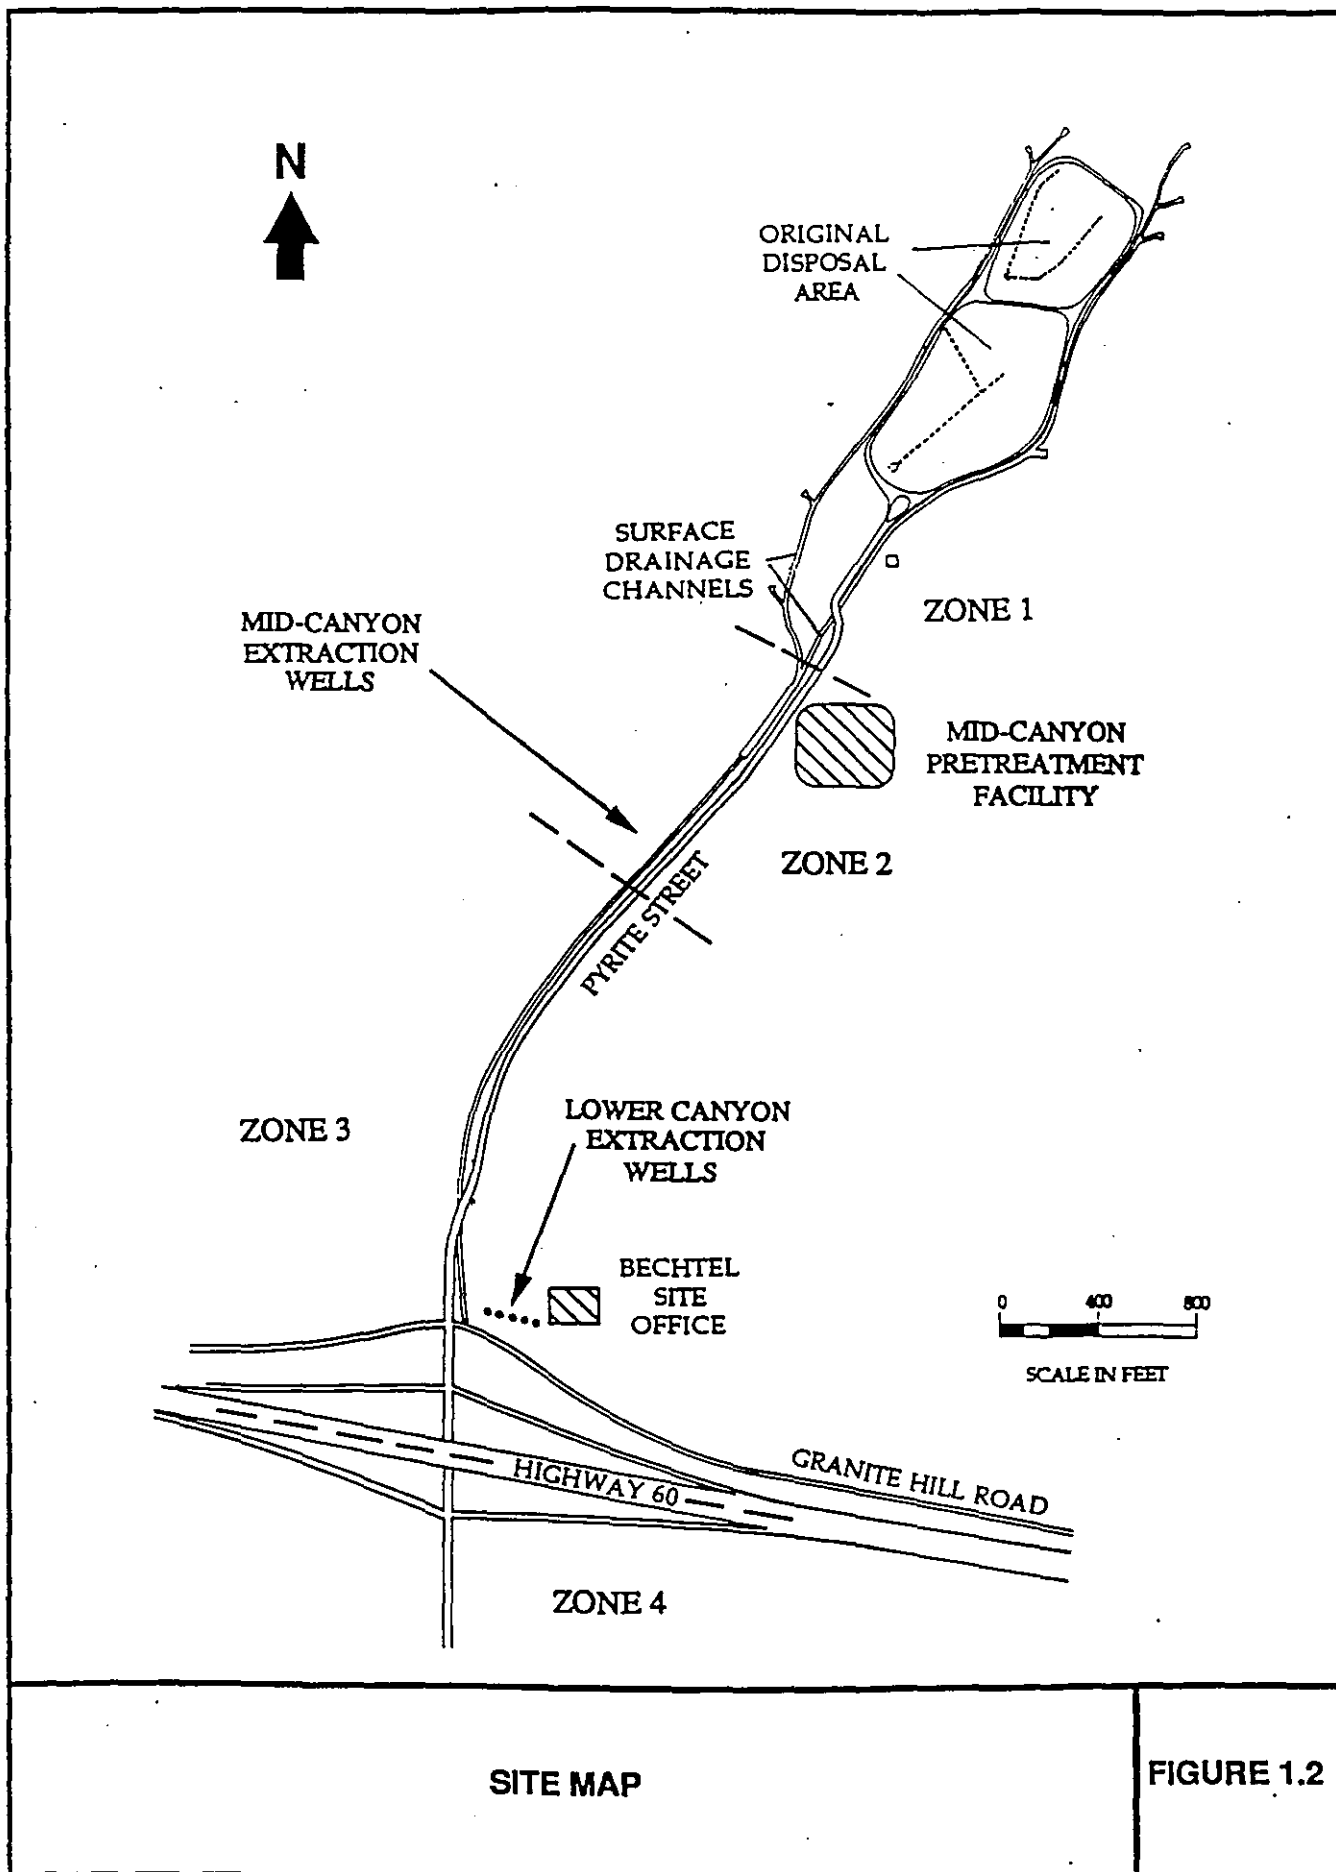 N
ORIGINAL
DISPOSAL
AREA
SURFACE
DRAINAGE
CHANNELS
ZONE 1
MID-CANYON
EXTRACTION
WELLS
MID-CANYON
PRETREATMENT
FACILITY
ZONE 2
PYRITE STREET
ZONE 3
LOWER CANYON
EXTRACTION
WELLS
BECHTEL
SITE
OFFICE
0 400 800
SCALE IN FEET
GRANITE HILL ROAD
HIGHWAY 60
ZONE 4
SITE MAP
FIGURE 1.2